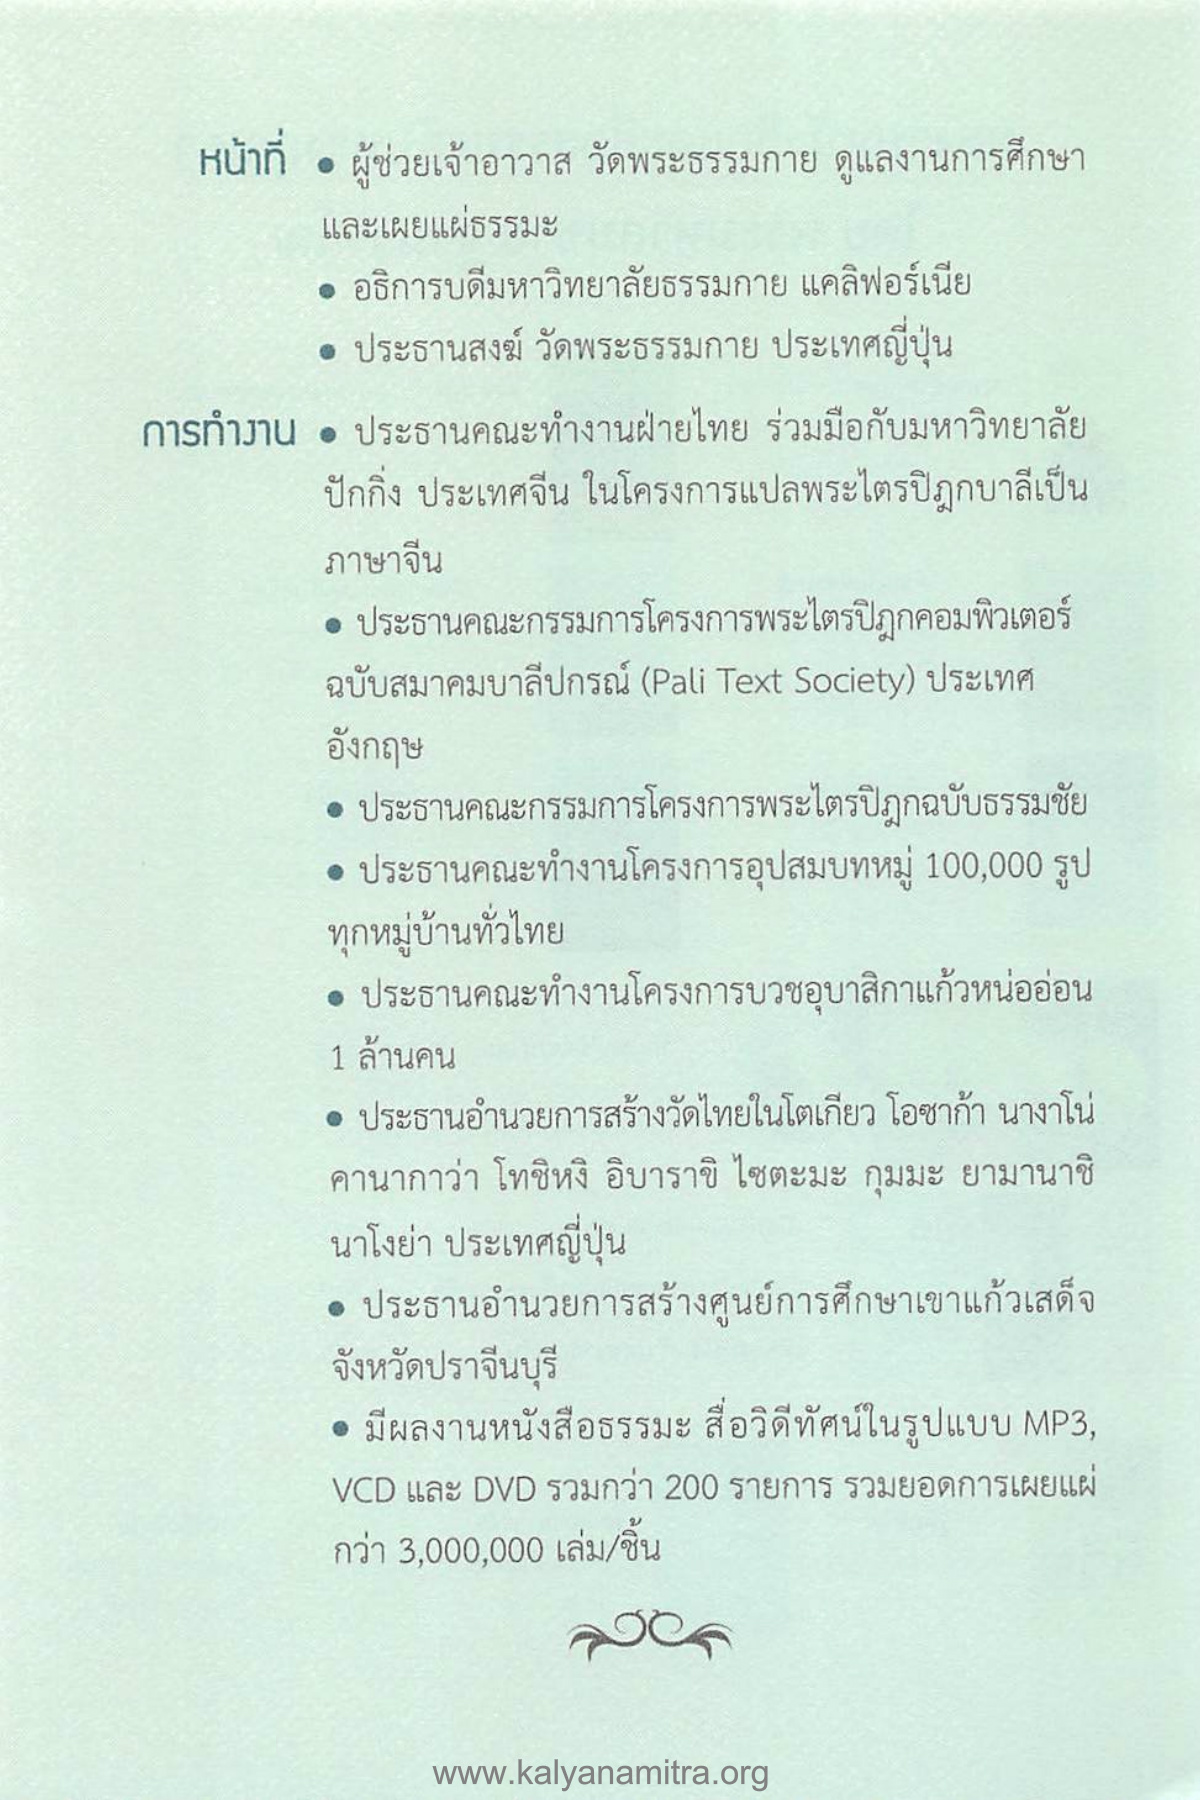 หน้าที่ ● ผู้ช่วยเจ้าอาวาส วัดพระธรรมกาย ดูแลงานการศึกษา
และเผยแผ่ธรรมะ
● อธิการบดีมหาวิทยาลัยธรรมกาย แคลิฟอร์เนีย
● ประธานสงฆ์ วัดพระธรรมกาย ประเทศญี่ปุ่น
การทำงาน ● ประธานคณะทำงานฝ่ายไทย ร่วมมือกับมหาวิทยาลัย
ปักกิ่ง ประเทศจีน ในโครงการแปลพระไตรปิฎกบาลีเป็น
ภาษาจีน
● ประธานคณะกรรมการโครงการพระไตรปิฎกคอมพิวเตอร์
ฉบับสมาคมบาลีปกรณ์ (Pali Text Society) ประเทศ
อังกฤษ
● ประธานคณะกรรมการโครงการพระไตรปิฎกฉบับธรรมชัย
● ประธานคณะทำงานโครงการอุปสมบทหมู่ 100,000 รูป
ทุกหมู่บ้านทั่วไทย
● ประธานคณะทำงานโครงการบวชอุบาสิกาแก้วหน่ออ่อน
1 ล้านคน
● ประธานอำนวยการสร้างวัดไทยในโตเกียว โอซาก้า นางาโน่
คานากาว่า โทชิหงิ อิบาราขิ ไซตะมะ กุมมะ ยามานาชิ
นาโงย่า ประเทศญี่ปุ่น
● ประธานอำนวยการสร้างศูนย์การศึกษาเขาแก้วเสด็จ
จังหวัดปราจีนบุรี
● มีผลงานหนังสือธรรมะ สื่อวิดีทัศน์ในรูปแบบ MP3,
VCD และ DVD รวมกว่า 200 รายการ รวมยอดการเผยแผ่
กว่า 3,000,000 เล่ม/ชิ้น
www.kalyanamitra.org